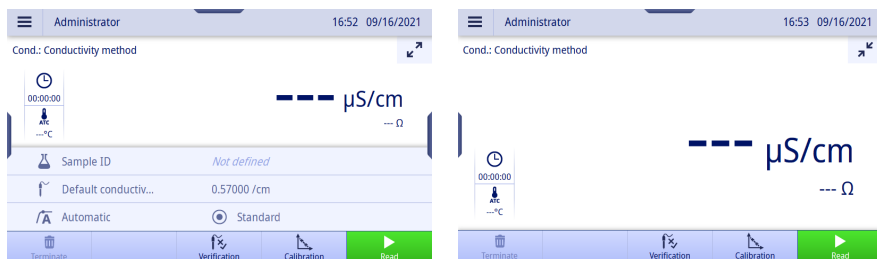 Administrator 16:52 09/16/2021
Cond.: Conductivity method
00:00:00
ATC
---°C
--- µS/cm
--- Ω
Sample ID Not defined
Default conductiv... 0.57000 /cm
A Automatic Standard
Terminate Verification Calibration Read
Administrator 16:53 09/16/2021
Cond.: Conductivity method
--- µS/cm
--- Ω
00:00:00
ATC
---°C
Terminate Verification Calibration Read